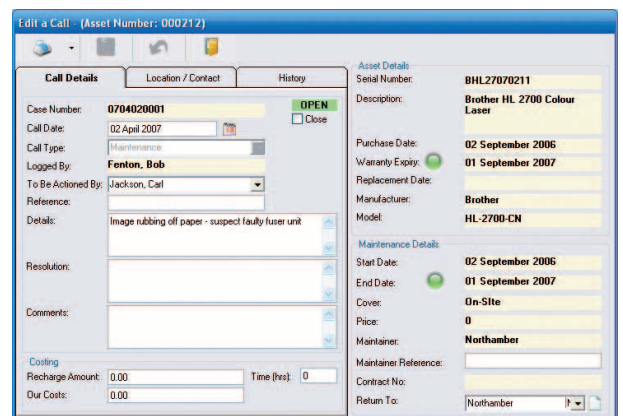 Edit a Call - (Asset Number: 000212)
Call Details
Location / Contact
History
Case Number: 0704020001
OPEN
Call Date: 02 April 2007
Close
Call Type: Maintenance
Logged By: Fenton, Bob
To Be Actioned By: Jackson, Carl
Reference:
Details: Image rubbing off paper - suspect faulty fuser unit
Resolution:
Comments:
Costing
Recharge Amount: 0.00 Time (hrs): 0
Our Costs: 0.00
Asset Details
Serial Number: BHL27070211
Description: Brother HL 2700 Colour
Laser
Purchase Date: 02 September 2006
Warranty Expiry: 01 September 2007
Replacement Date:
Manufacturer: Brother
Model: HL-2700-CN
Maintenance Details
Start Date: 02 September 2006
End Date: 01 September 2007
Cover: On-SIte
Price: 0
Maintainer: Northamber
Maintainer Reference:
Contract No:
Return To: Northamber